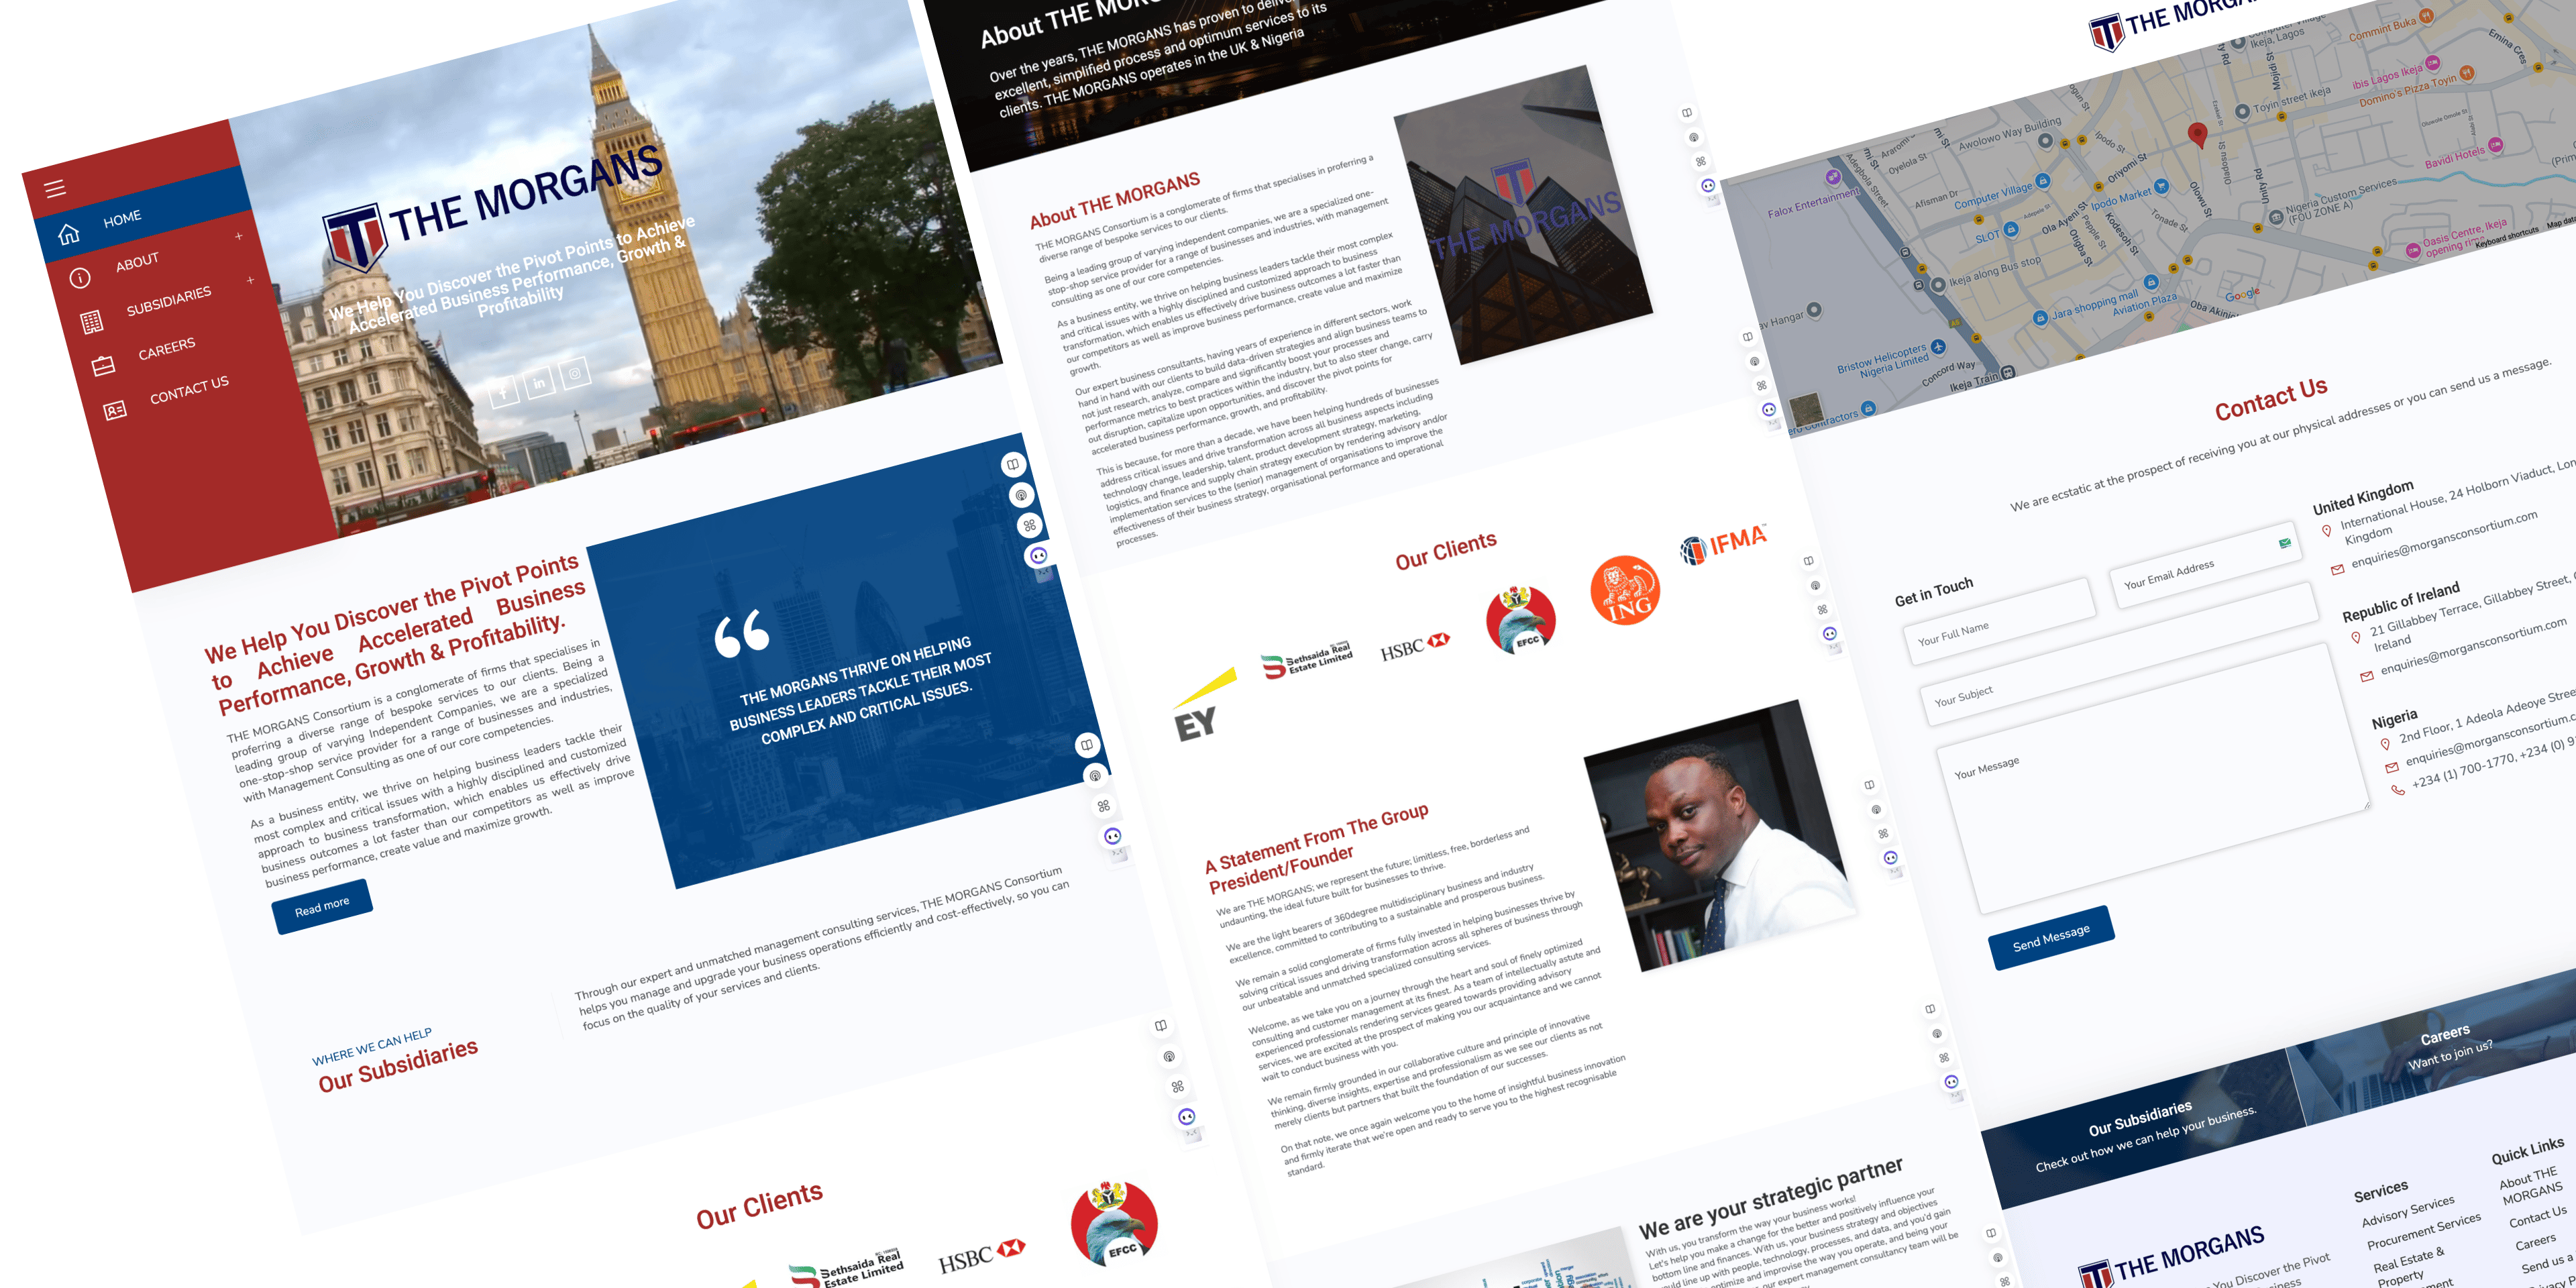 HOME
ABOUT
SUBSIDIARIES
CAREERS
CONTACT US
THE MORGANS
We Help You Discover the Pivot Points to Achieve
Accelerated Business Performance, Growth &
Profitability
We Help You Discover the Pivot Points
to Achieve Accelerated Business
Performance, Growth & Profitability.
THE MORGANS Consortium is a conglomerate of firms that specialises in
proferring a diverse range of bespoke services to our clients. Being a
leading group of varying Independent Companies, we are a specialized
one-stop-shop service provider for a range of businesses and industries,
with Management Consulting as one of our core competencies.
As a business entity, we thrive on helping business leaders tackle their
most complex and critical issues with a highly disciplined and customized
approach to business transformation, which enables us effectively drive
business outcomes a lot faster than our competitors as well as improve
business performance, create value and maximize growth.
Read more
THE MORGANS THRIVE ON HELPING
BUSINESS LEADERS TACKLE THEIR MOST
COMPLEX AND CRITICAL ISSUES.
WHERE WE CAN HELP
Our Subsidiaries
Through our expert and unmatched management consulting services, THE MORGANS Consortium
helps you manage and upgrade your business operations efficiently and cost-effectively, so you can
focus on the quality of your services and clients.
Our Clients
Bethsaida Real
Estate Limited
HSBC
EFCC
About THE
Over the years, THE MORGANS has proven to
excellent, simplified process and optimum services to its
clients. THE MORGANS operates in the UK & Nigeria
About THE MORGANS
THE MORGANS Consortium is a conglomerate of firms that specialises in proferring a
diverse range of bespoke services to our clients.
Being a leading group of varying independent companies, we are a specialized one-
stop-shop service provider for a range of businesses and industries, with management
consulting as one of our core competencies.
As a business entity, we thrive on helping business leaders tackle their most complex
and critical issues with a highly disciplined and customized approach to business
transformation, which enables us effectively drive business outcomes a lot faster than
our competitors as well as improve business performance, create value and maximize
growth.
Our expert business consultants, having years of experience in different sectors, work
hand in hand with our clients to build data-driven strategies and align business teams to
not just research, analyze, compare and significantly boost your processes and
performance metrics to best practices within the industry, but to also steer change, carry
out disruption, capitalize upon opportunities, and discover the pivot points for
accelerated business performance, growth, and profitability.
This is because, for more than a decade, we have been helping hundreds of businesses
address critical issues and drive transformation across all business aspects including
technology change, leadership, talent, product development strategy, marketing,
logistics, and finance and supply chain strategy execution by rendering advisory and/or
implementation services to the (senior) management of organisations to improve the
effectiveness of their business strategy, organisational performance and operational
processes.
THE MORGANS
Our Clients
EY
Bethsaida Real
Estate Limited
HSBC
EFCC
ING
IFMA
A Statement From The Group
President/Founder
We are THE MORGANS; we represent the future; limitless, free, borderless and
undaunting, the ideal future built for businesses to thrive.
We are the light bearers of 360degree multidisciplinary business and industry
excellence, committed to contributing to a sustainable and prosperous business.
We remain a solid conglomerate of firms fully invested in helping businesses thrive by
solving critical issues and driving transformation across all spheres of business through
our unbeatable and unmatched specialized consulting services.
Welcome, as we take you on a journey through the heart and soul of finely optimized
consulting and customer management at its finest. As a team of intellectually astute and
experienced professionals rendering services geared towards providing advisory
services, we are excited at the prospect of making you our acquaintance and we cannot
wait to conduct business with you.
We remain firmly grounded in our collaborative culture and principle of innovative
thinking, diverse insights, expertise and professionalism as we see our clients as not
merely clients but partners that built the foundation of our successes.
On that note, we once again welcome you to the home of insightful business innovation
and firmly iterate that we're open and ready to serve you to the highest recognisable
standard.
We are your strategic partner
With us, you transform the way your business works!
Let's help you make a change for the better and positively influence your
bottom line and finances. With us, your business strategy and objectives
line up with people, technology, processes, and data, and you'd gain
optimize and improvise the way you operate, and being your
our expert management consultancy team will be
THE
Ikeja, Lagos
Commint Buka
Emina Cres
ibis Lagos Ikeja
Domino's Pizza Toyin
Toyin street ikeja
Awolowo Way Building
Bavidi Hotels
Falox Entertainment
Oyelola St
Afisman Dr
Computer Village
Ipodo St
Oriyomi St
Ipodo Market
Olowu St
Unity Rd
Nigeria Custom Services
(FOU ZONE A)
SLOT
Ola Ayeni St
Otigba St
Pepple St
Kodesoh St
Tonade St
Oasis Centre, Ikeja
Keyboard shortcuts
Map data
Ikeja along Bus stop
Jara shopping mall
Aviation Plaza
Google
Bristow Helicopters
Nigeria Limited
Concord Way
Ikeja Train
Contact Us
We are ecstatic at the prospect of receiving you at our physical addresses or you can send us a message.
Get in Touch
Your Full Name
Your Email Address
Your Subject
Your Message
Send Message
United Kingdom
International House, 24 Holborn Viaduct,
Kingdom
enquiries@morgansconsortium.com
Republic of Ireland
21 Gillabbey Terrace, Gillabbey Street,
Ireland
enquiries@morgansconsortium.com
Nigeria
2nd Floor, 1 Adeola Adeoye
+234 (1) 700-1770, +234 (0)
Our Subsidiaries
Check out how we can help your business.
Careers
Want to join us?
THE MORGANS
You Discover the Pivot
Services
Advisory Services
Procurement Services
Real Estate &
Property
Quick Links
About THE
MORGANS
Contact Us
Careers
Send us a